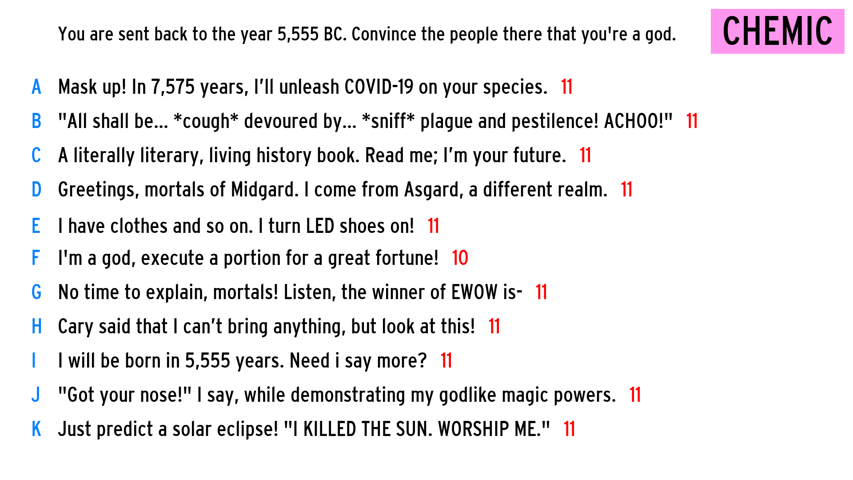 You are sent back to the year 5,555 BC. Convince the people there that you're a god.
CHEMIC
A Mask up! In 7,575 years, I’ll unleash COVID-19 on your species. 11
B "All shall be... *cough* devoured by... *sniff* plague and pestilence! ACHOO!" 11
C A literally literary, living history book. Read me; I’m your future. 11
D Greetings, mortals of Midgard. I come from Asgard, a different realm. 11
E I have clothes and so on. I turn LED shoes on! 11
F I'm a god, execute a portion for a great fortune! 10
G No time to explain, mortals! Listen, the winner of EWOW is- 11
H Cary said that I can’t bring anything, but look at this! 11
I I will be born in 5,555 years. Need i say more? 11
J "Got your nose!" I say, while demonstrating my godlike magic powers. 11
K Just predict a solar eclipse! "I KILLED THE SUN. WORSHIP ME." 11